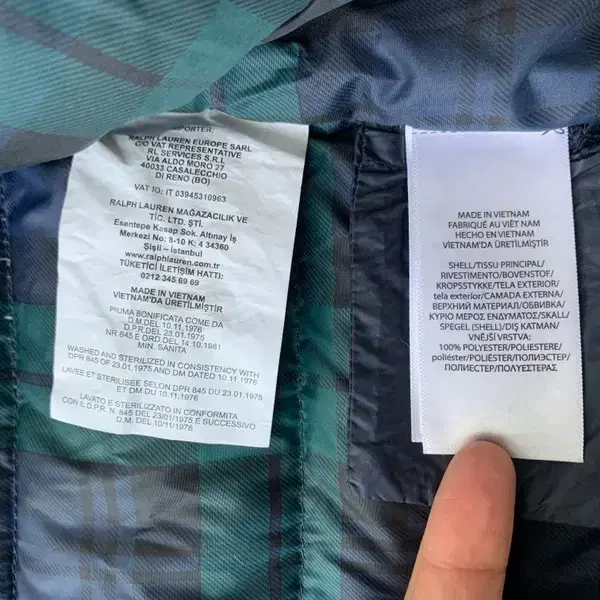 IMPORTER:
RALPH LAUREN EUROPE SARL
C/O VAT REPRESENTATIVE
RL SERVICES S.R.L
VIA ALDO MORO 27
40033 CASALECCHIO
DI RENO (BO)
VAT ID: IT 03945310963
RALPH LAUREN MAĞAZACILIK VE
TİC. LTD. ŞTİ.
Esentepe Kasap Sok. Altınay İş
Merkezi No: 8-10 K: 4 34360
Şişli – İstanbul
www.ralphlauren.com.tr
TÜKETİCİ İLETİŞİM HATTI:
0212 345 69 69
MADE IN VIETNAM
VIETNAM'DA ÜRETİLMİŞTİR
PIUMA BONIFICATA COME DA
D.M.DEL 10.11.1976
D.P.R.DEL 23.01.1975
NR 845 E ORD.DEL 14.10.1981
MIN. SANITA
WASHED AND STERILIZED IN CONSISTENCY WITH
DPR 845 OF 23.01.1975 AND DM DATED 10.11.1976
LAVEE ET STERILISEE SELON DPR 845 DU 23.01.1975
ET DM DU 10.11.1976
LAVATO E STERILIZZATO IN CONFORMITA
CON IL D.P.R. N. 845 DEL 23/01/1975 E SUCCESSIVO
D.M. DEL 10/11/1976
MADE IN VIETNAM
FABRIQUÉ AU VIÊT NAM
HECHO EN VIETNAM
VIETNAM'DA ÜRETİLMİŞTİR
SHELL/TISSU PRINCIPAL/
RIVESTIMENTO/BOVENSTOF/
KROPSSTYKKE/TELA EXTERIOR/
tela exterior/CAMADA EXTERNA/
ВЕРХНИЙ МАТЕРИАЛ/ОБВИВКА/
ΚΥΡΙΟ ΜΕΡΟΣ ΕΝΔΥΜΑΤΟΣ/SKALL/
SPEGEL (SHELL)/DIŞ KATMAN/
VNĚJŠÍ VRSTVA:
100% POLYESTER/POLIESTERE/
poliéster/POLIÉSTER/ПОЛИЭСТЕР/
ПОЛИЕСТЕР/ΠΟΛΥΕΣΤΕΡΑΣ